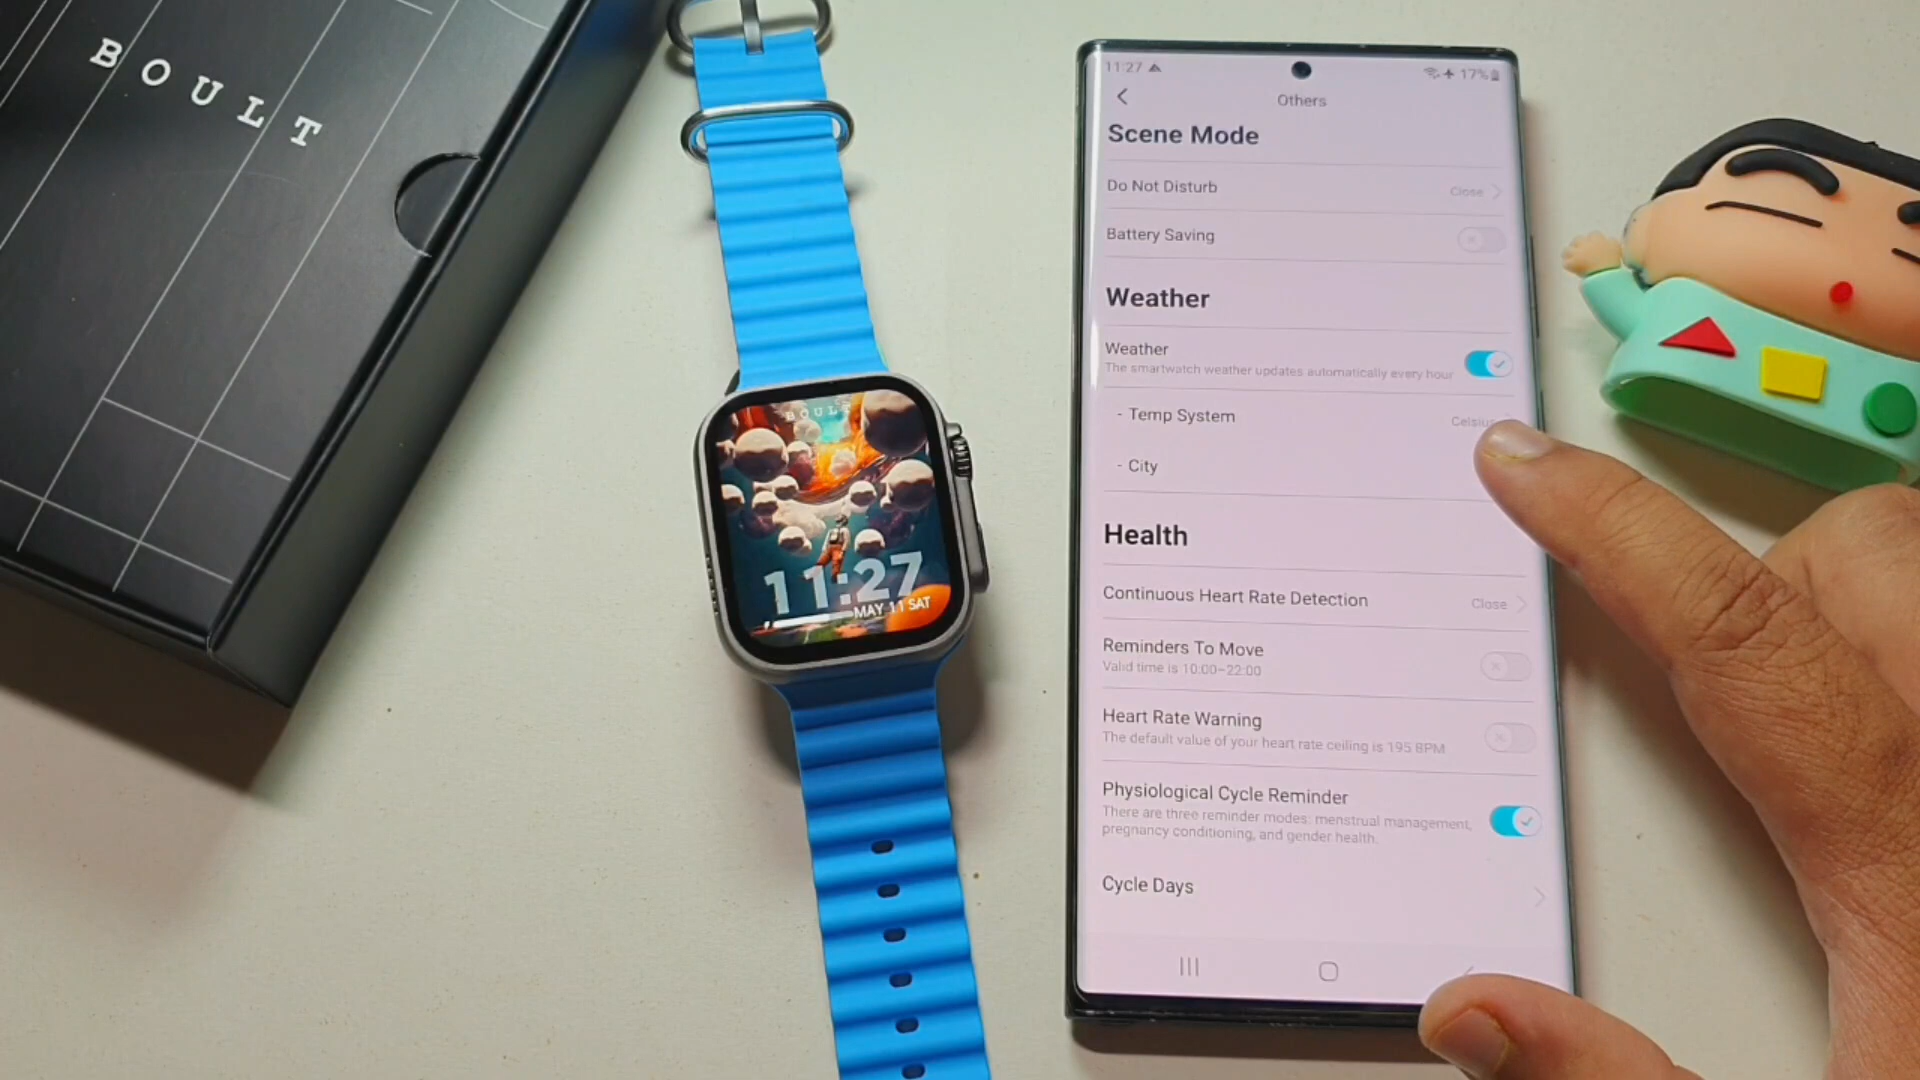 BOULT
BOULT
11:27
MAY 11 SAT
11:27
17%
Others
Scene Mode
Do Not Disturb
Close
Battery Saving
Weather
Weather
The smartwatch weather updates automatically every hour
- Temp System
Celsius
- City
Health
Continuous Heart Rate Detection
Close
Reminders To Move
Valid time is 10:00-22:00
Heart Rate Warning
The default value of your heart rate ceiling is 195 BPM
Physiological Cycle Reminder
There are three reminder modes: menstrual management,
pregnancy conditioning, and gender health.
Cycle Days